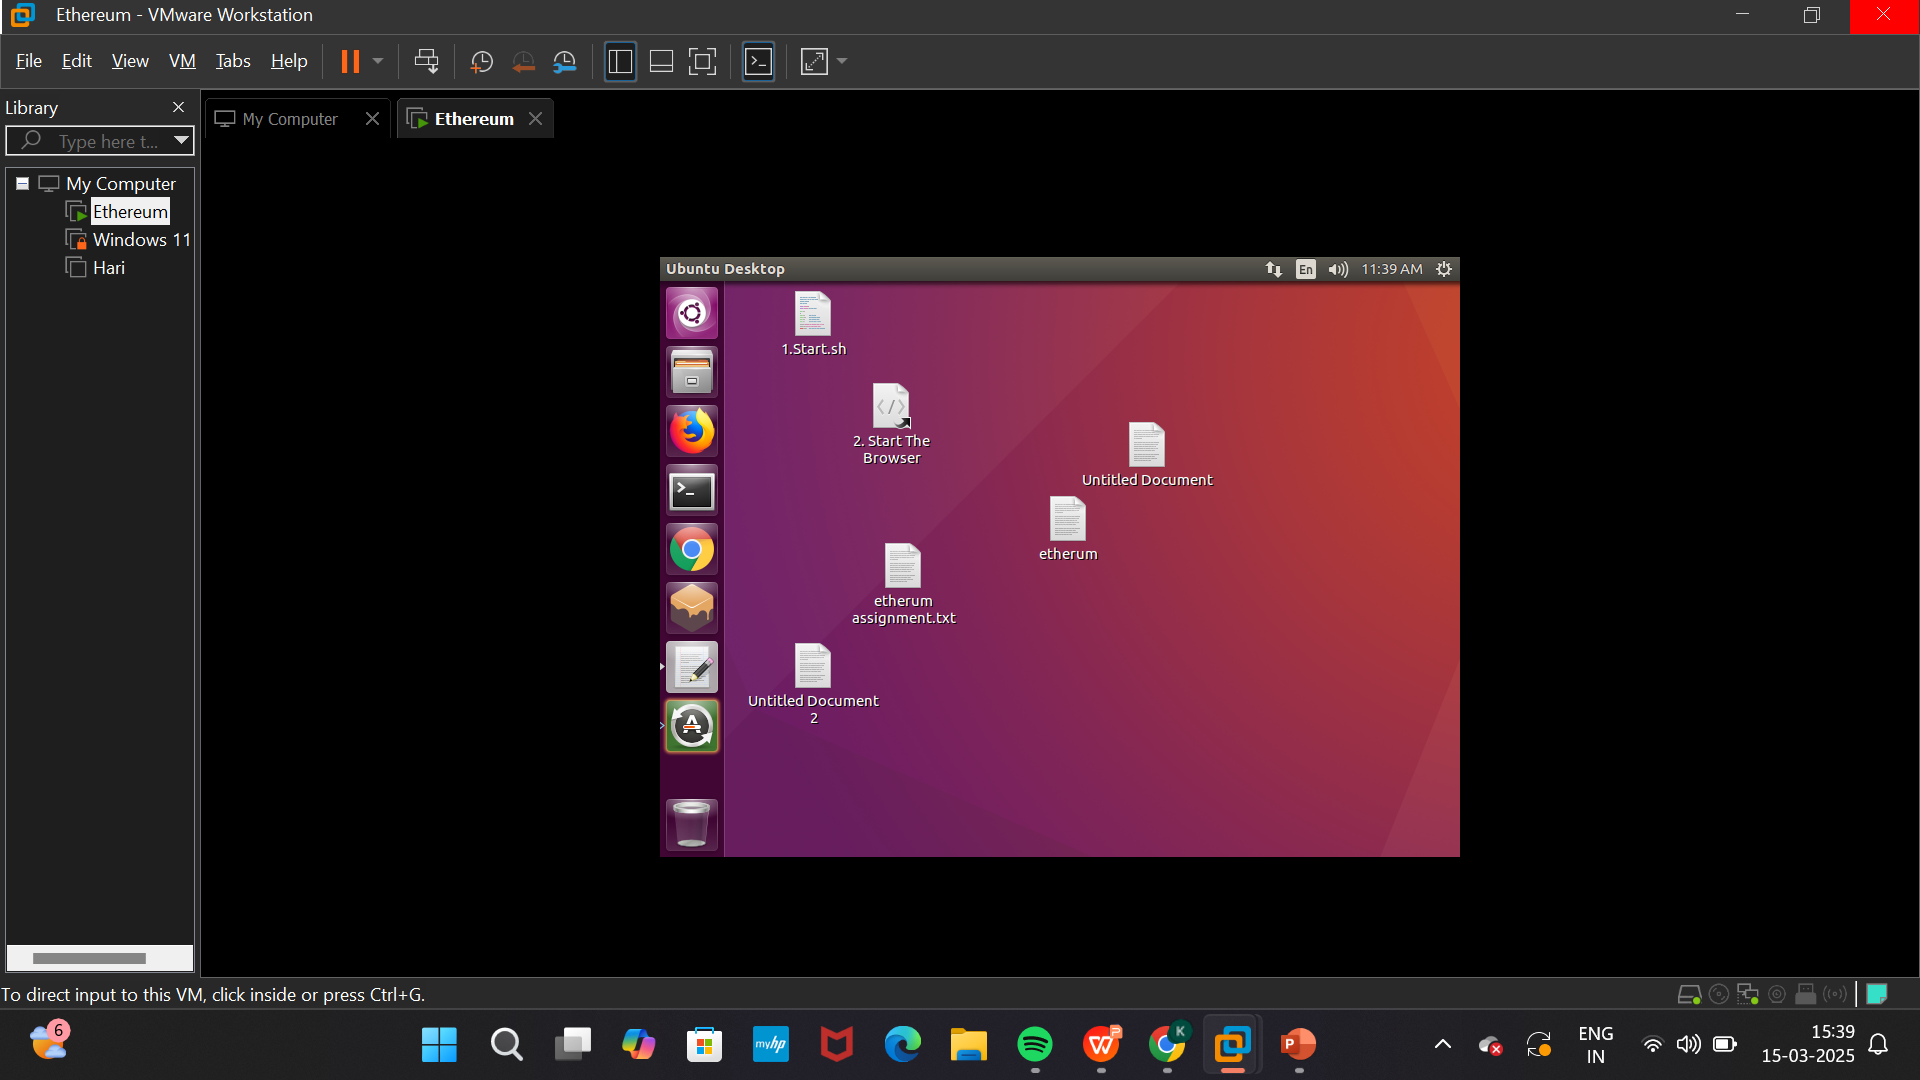 Ethereum - VMware Workstation
File Edit View VM Tabs Help
Library
Type here t...
My Computer
Ethereum
Windows 11
Hari
My Computer
Ethereum
Ubuntu Desktop
En
11:39 AM
1.Start.sh
2. Start The
Browser
Untitled Document
etherum
etherum
assignment.txt
Untitled Document
2
To direct input to this VM, click inside or press Ctrl+G.
6
myhp
P
K
P
ENG
IN
15:39
15-03-2025